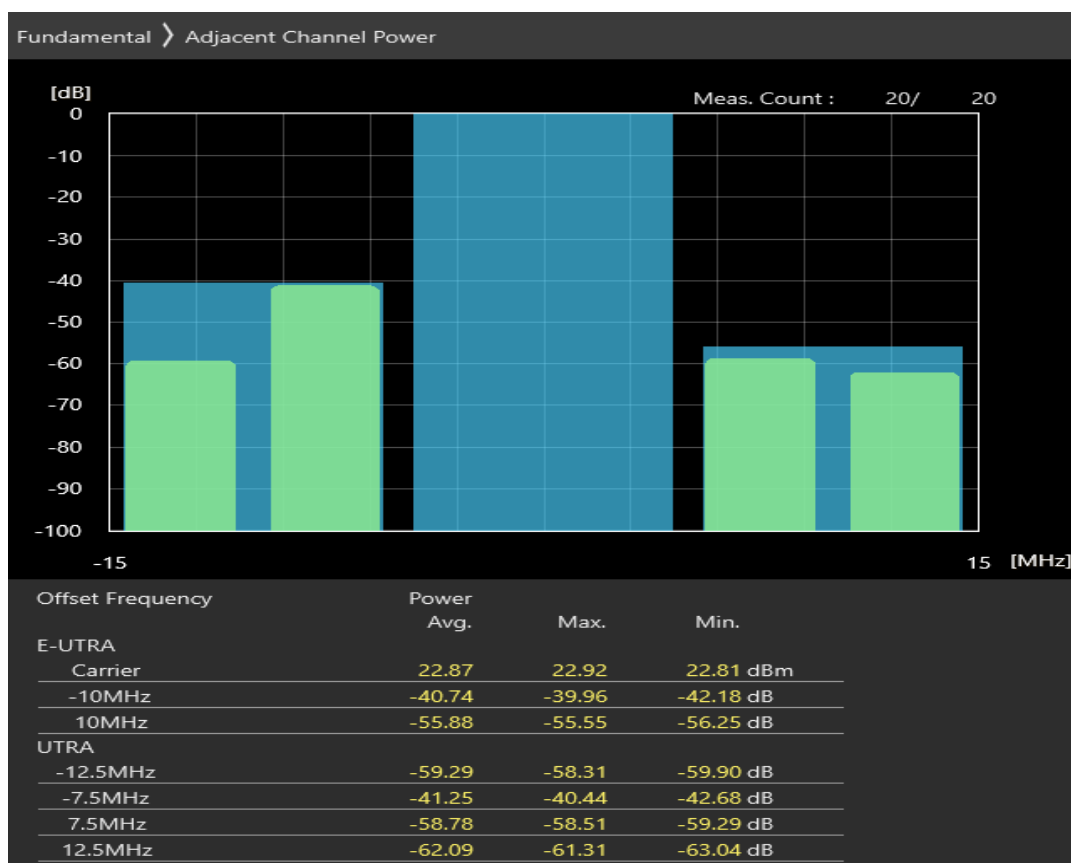 Fundamental 〉 Adjacent Channel Power
[dB]
Meas. Count : 20/ 20
0
-10
-20
-30
-40
-50
-60
-70
-80
-90
-100
-15 15 [MHz]
Offset Frequency Power
Avg. Max. Min.
E-UTRA
Carrier 22.87 22.92 22.81 dBm
-10MHz -40.74 -39.96 -42.18 dB
10MHz -55.88 -55.55 -56.25 dB
UTRA
-12.5MHz -59.29 -58.31 -59.90 dB
-7.5MHz -41.25 -40.44 -42.68 dB
7.5MHz -58.78 -58.51 -59.29 dB
12.5MHz -62.09 -61.31 -63.04 dB